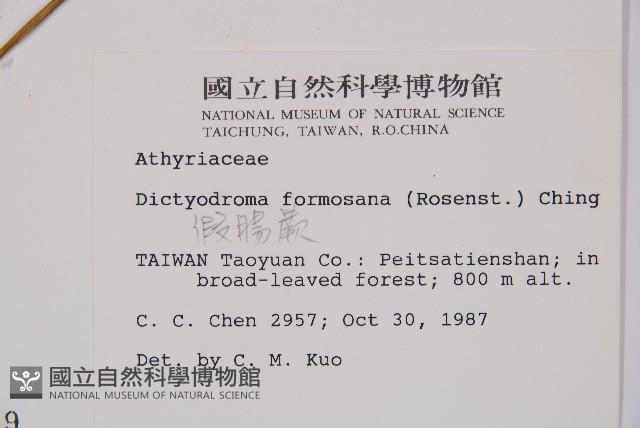 國立自然科學博物館
NATIONAL MUSEUM OF NATURAL SCIENCE
TAICHUNG, TAIWAN, R.O.CHINA
Athyriaceae
Dictyodroma formosana (Rosenst.) Ching
假腸蕨
TAIWAN Taoyuan Co.: Peitsatienshan; in
broad-leaved forest; 800 m alt.
C. C. Chen 2957; Oct 30, 1987
Det. by C. M. Kuo
國立自然科學博物館
NATIONAL MUSEUM OF NATURAL SCIENCE
9